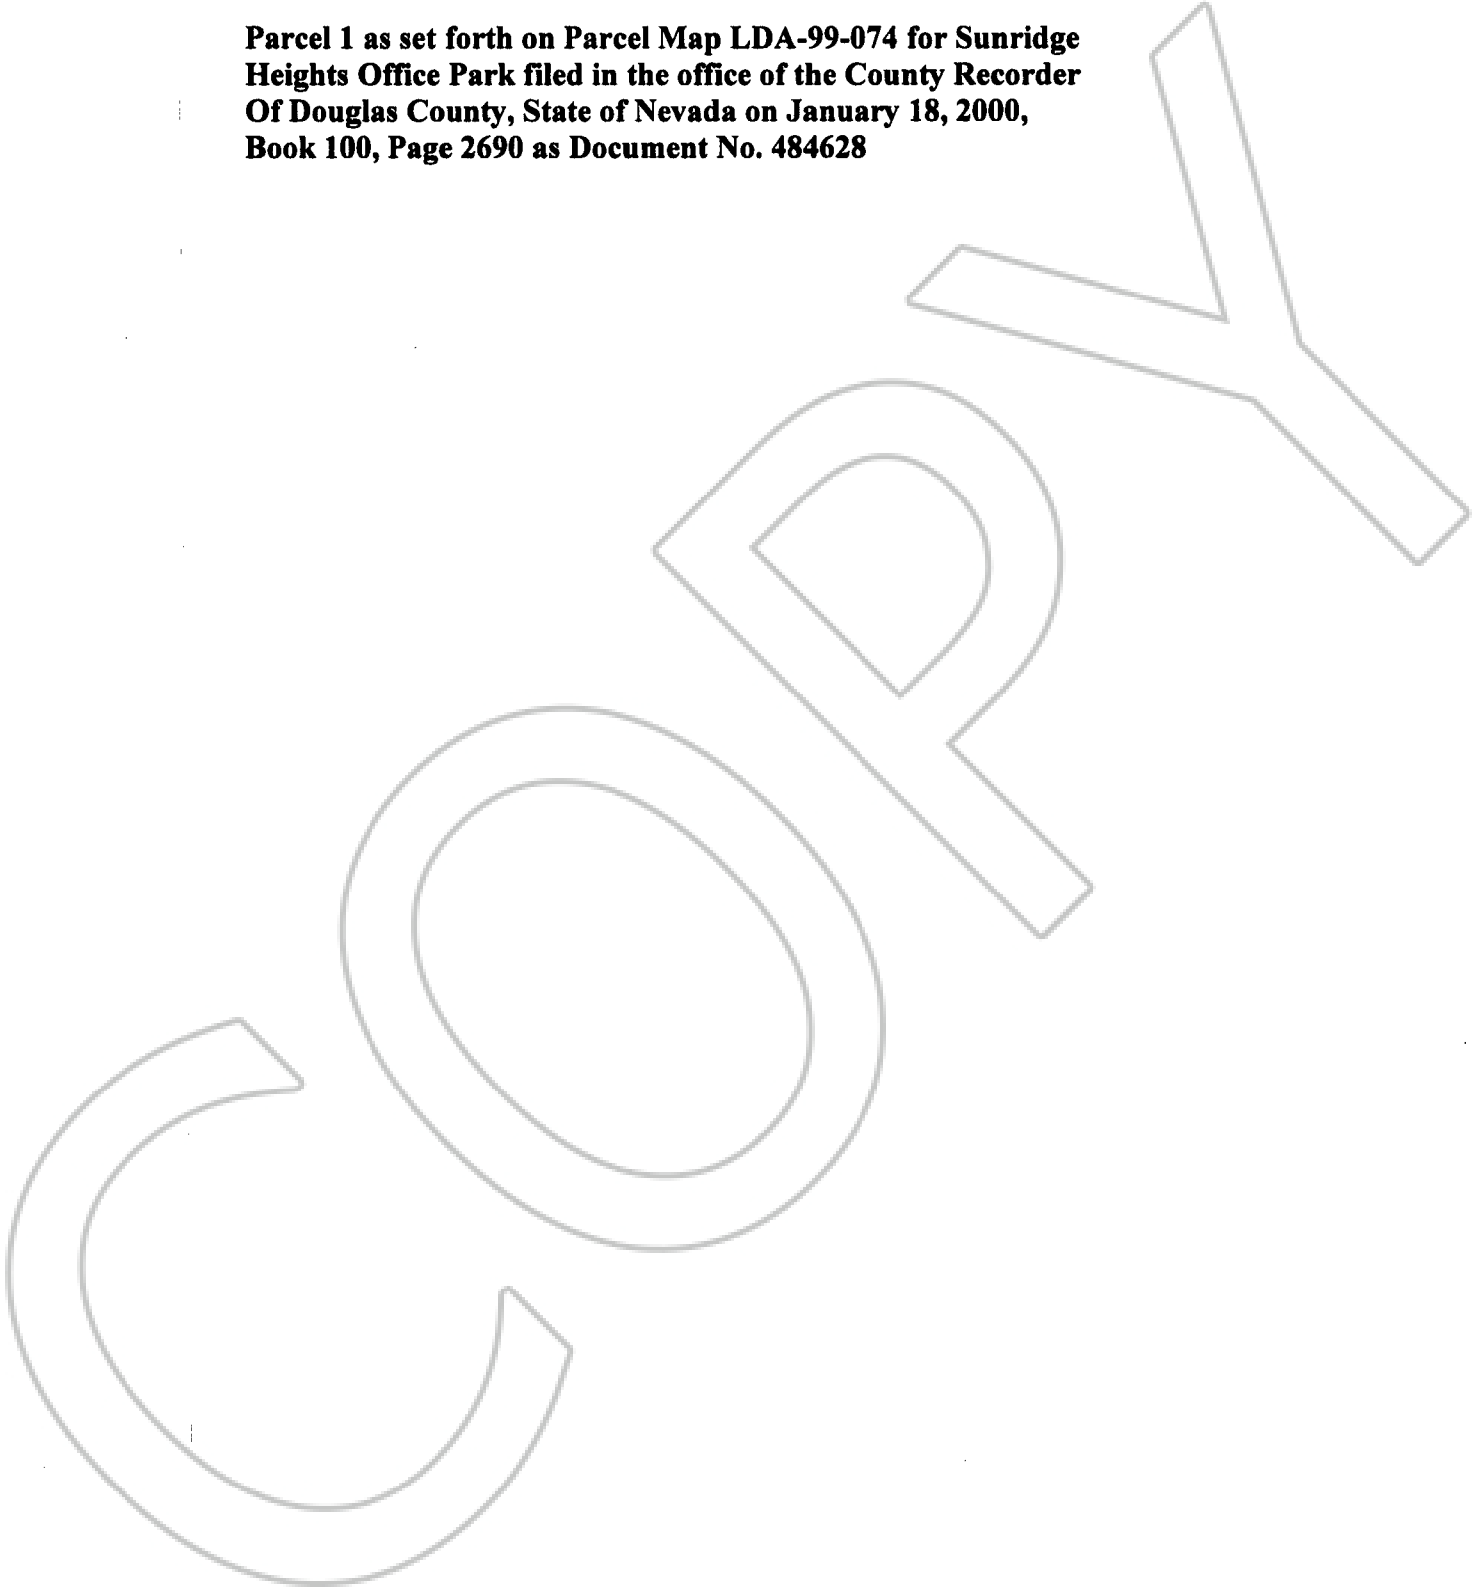 Parcel 1 as set forth on Parcel Map LDA-99-074 for Sunridge
Heights Office Park filed in the office of the County Recorder
Of Douglas County, State of Nevada on January 18, 2000,
Book 100, Page 2690 as Document No. 484628
COPY